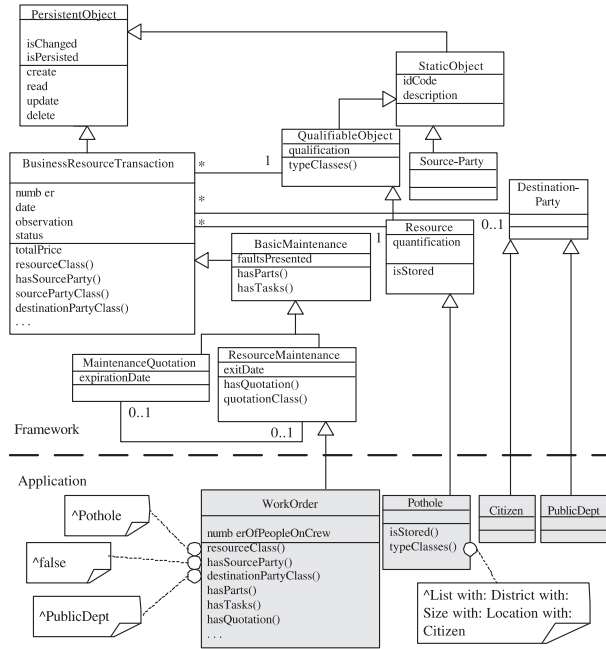 PersistentObject
isChanged
isPersisted
create
read
update
delete
StaticObject
idCode
description
QualifiableObject
qualification
typeClasses()
Source-Party
Destination-
Party
BusinessResourceTransaction
numb er
date
observation
status
totalPrice
resourceClass()
hasSourceParty()
sourcePartyClass()
destinationPartyClass()
. . .
*
1
*
0..1
*
1
Resource
quantification
isStored
BasicMaintenance
faultsPresented
hasParts()
hasTasks()
MaintenanceQuotation
expirationDate
ResourceMaintenance
exitDate
hasQuotation()
quotationClass()
0..1
0..1
Framework
Application
^Pothole
^false
^PublicDept
WorkOrder
numb erOfPeopleOnCrew
resourceClass()
hasSourceParty()
destinationPartyClass()
hasParts()
hasTasks()
hasQuotation()
. . .
Pothole
isStored()
typeClasses()
Citizen
PublicDept
^List with: District with:
Size with: Location with:
Citizen